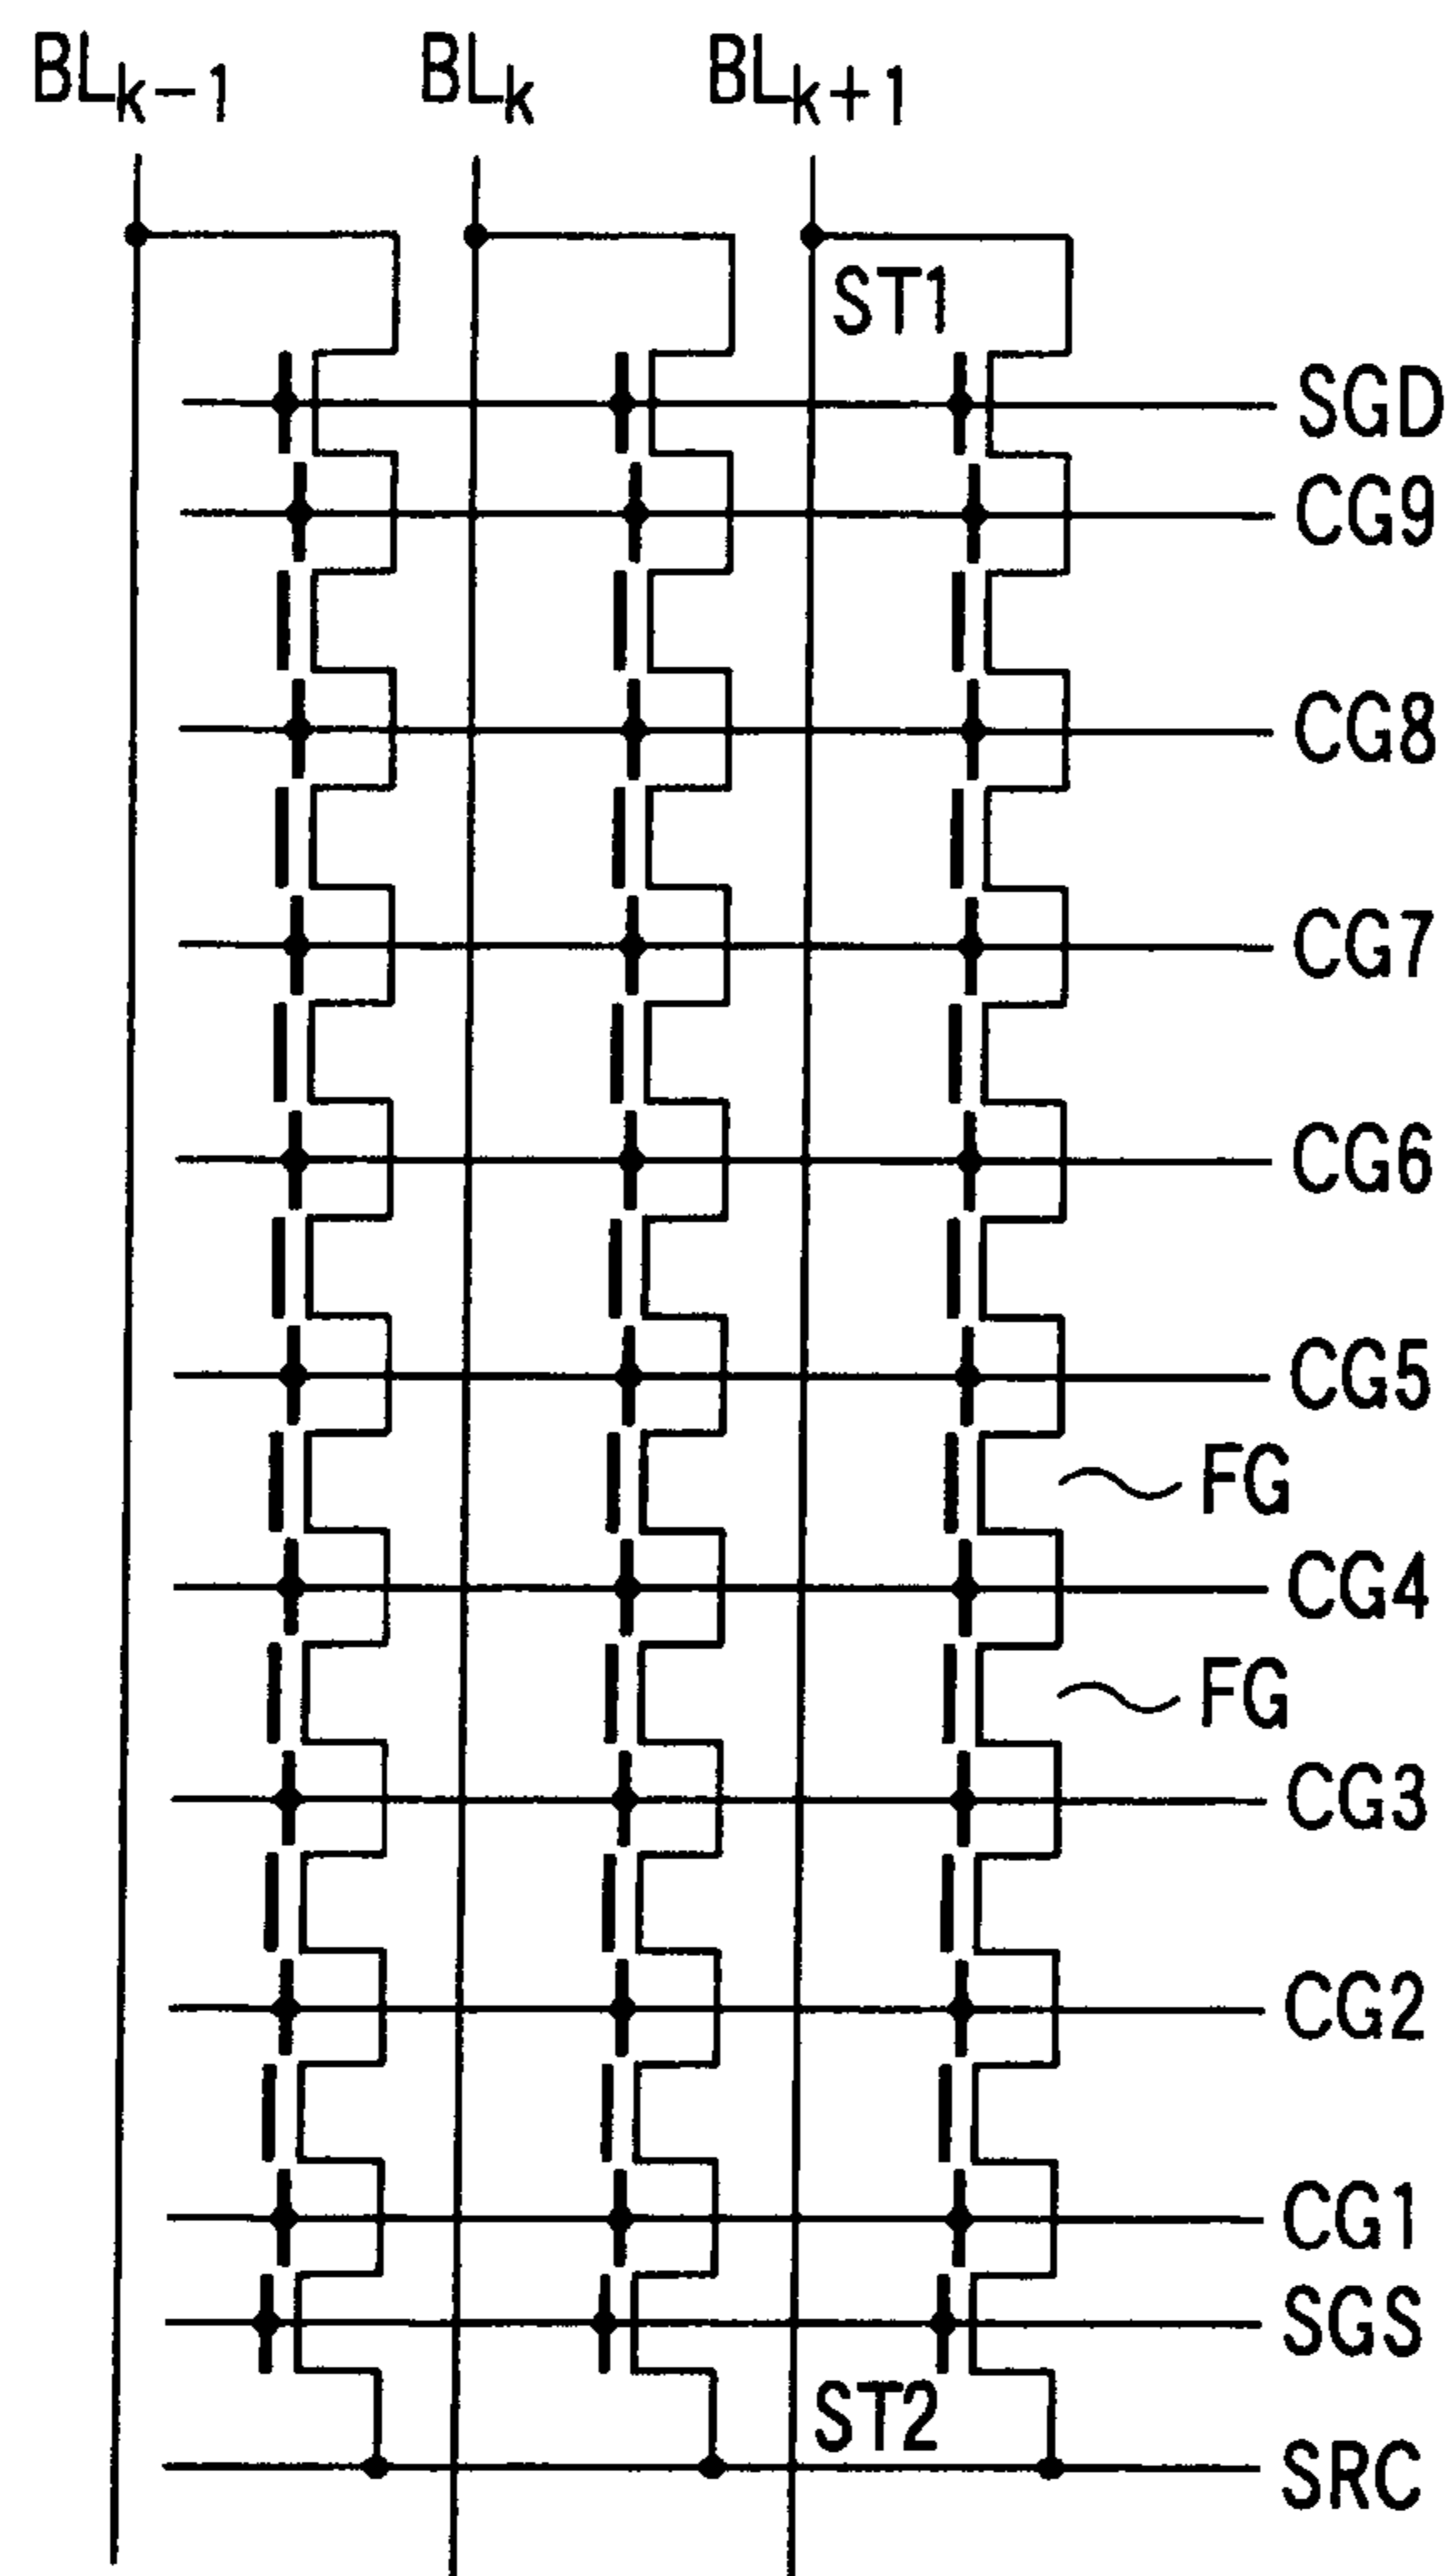 BLk-1 BLk BLk+1
ST1
SGD
CG9
CG8
CG7
CG6
CG5
FG
CG4
FG
CG3
CG2
CG1
SGS
ST2
SRC